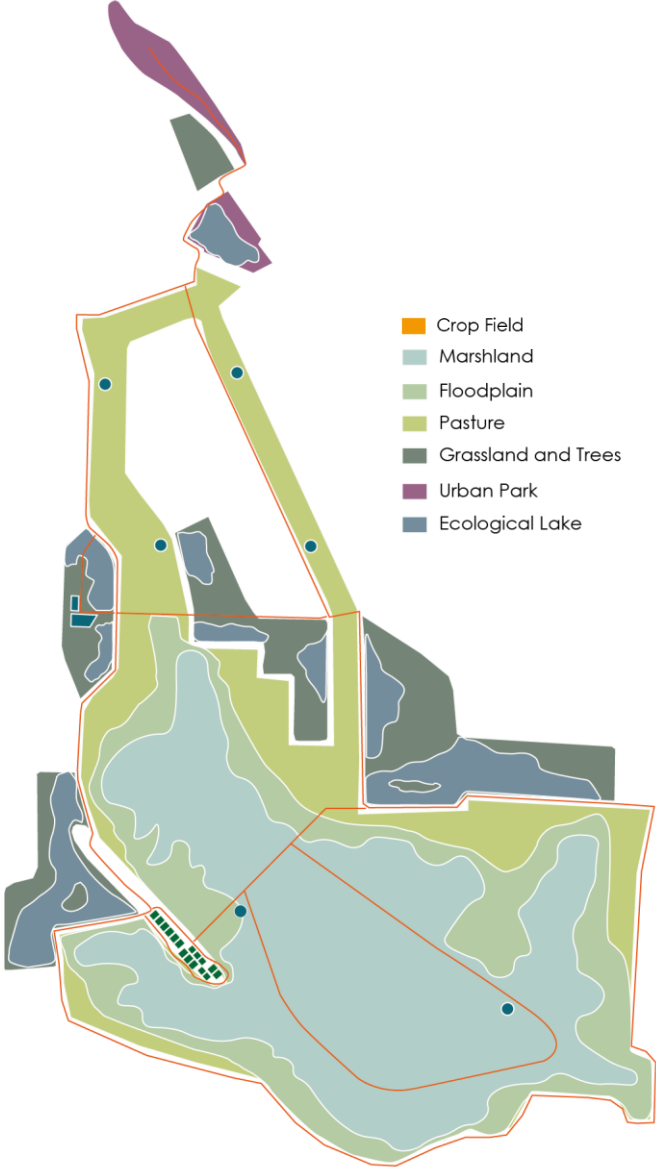 Crop Field
Marshland
Floodplain
Pasture
Grassland and Trees
Urban Park
Ecological Lake